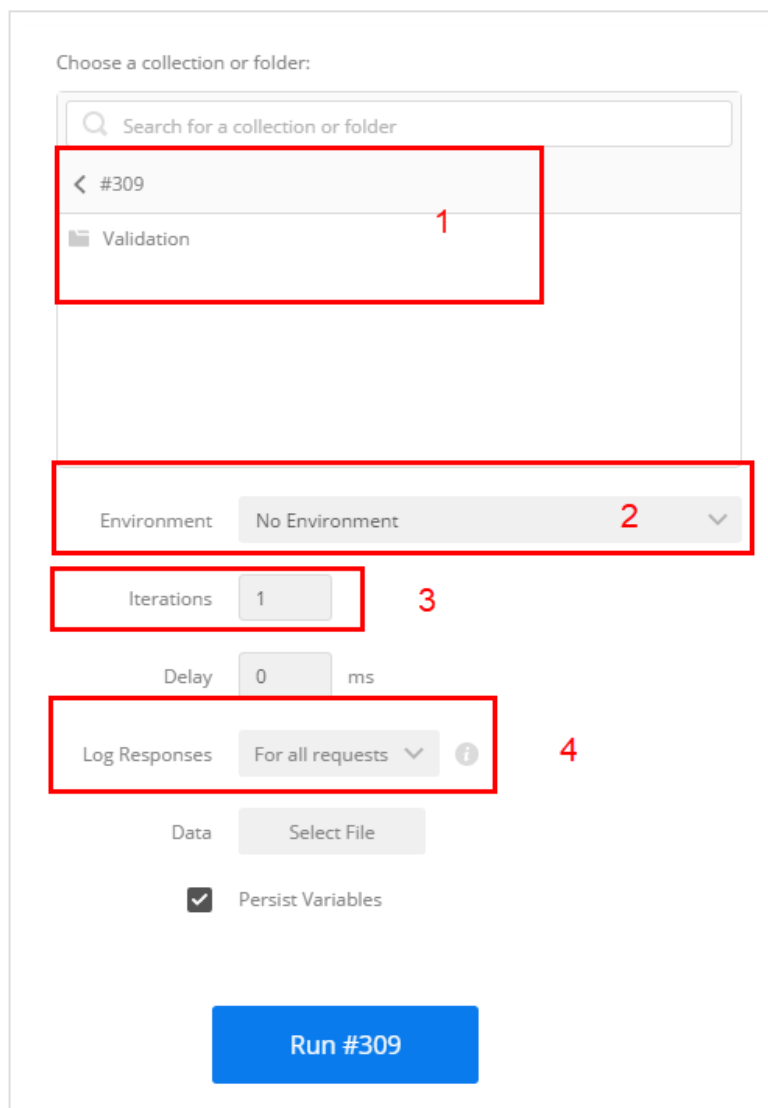 Choose a collection or folder:
Search for a collection or folder
#309
1
Validation
Environment No Environment 2
Iterations 1 3
Delay 0 ms
Log Responses For all requests i 4
Data Select File
Persist Variables
Run #309